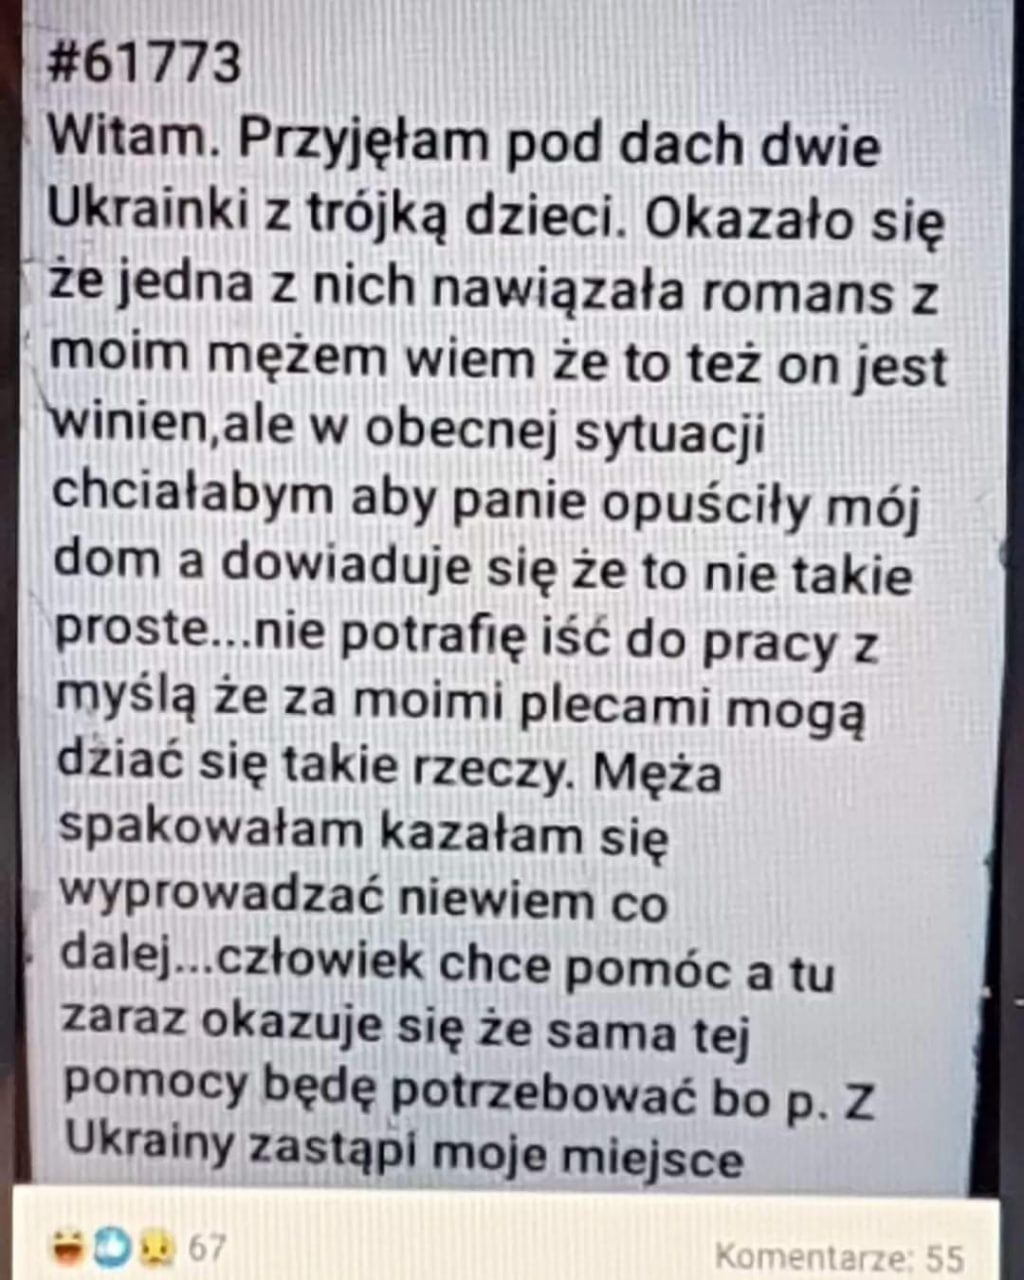 #61773
Witam. Przyjęłam pod dach dwie
Ukrainki z trójką dzieci. Okazało się
że jedna z nich nawiązała romans z
moim mężem wiem że to też on jest
winien,ale w obecnej sytuacji
chciałabym aby panie opuściły mój
dom a dowiaduje się że to nie takie
proste...nie potrafię iść do pracy z
myślą że za moimi plecami mogą
dziać się takie rzeczy. Męża
spakowałam kazałam się
wyprowadzać niewiem co
dalej...człowiek chce pomóc a tu
zaraz okazuje się że sama tej
pomocy będę potrzebować bo p. Z
Ukrainy zastąpi moje miejsce
67
Komentarze: 55